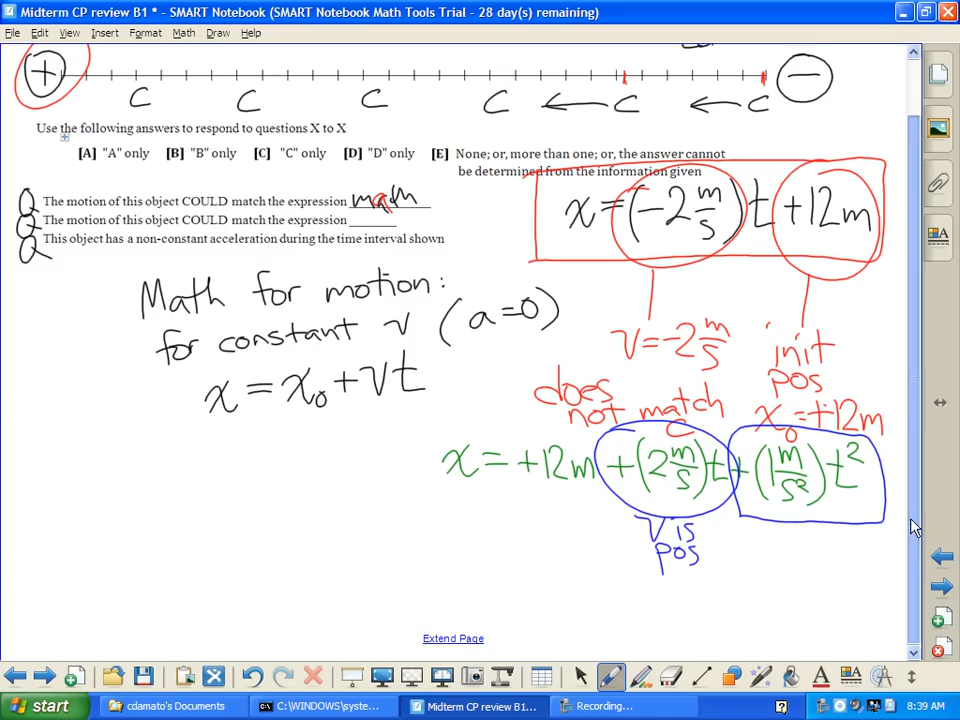 Midterm CP review B1 * - SMART Notebook (SMART Notebook Math Tools Trial - 28 day(s) remaining)
File Edit View Insert Format Math Draw Help
+ −
C C C C ← C ← C
Use the following answers to respond to questions X to X
[A] "A" only [B] "B" only [C] "C" only [D] "D" only [E] None; or, more than one; or, the answer cannot
be determined from the information given
Q The motion of this object COULD match the expression math
Q The motion of this object COULD match the expression ______
Q This object has a non-constant acceleration during the time interval shown
x = (-2 m/s) t + 12m
Math for motion:
for constant v (a=0)
x = x₀ + vt
v = -2 m/s
init
pos
x₀ = +12m
does
not match
C
x = +12m + (2 m/s)t + (1 m/s²) t²
v is
pos
Extend Page
start cdamato's Documents C:\WINDOWS\syste... Midterm CP review B1... Recording... 8:39 AM